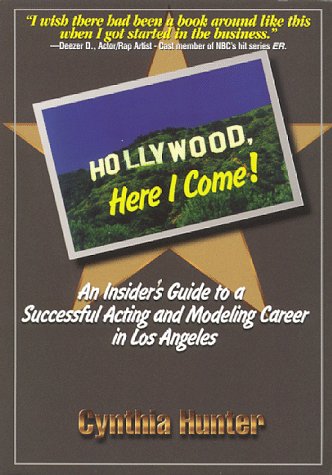 "I wish there had been a book around like this
when I got started in the business."
—Deezer D., Actor/Rap Artist - Cast member of NBC's hit series ER.
HOLLYWOOD,
Here I Come!
An Insider's Guide to a
Successful Acting and Modeling Career
in Los Angeles
Cynthia Hunter